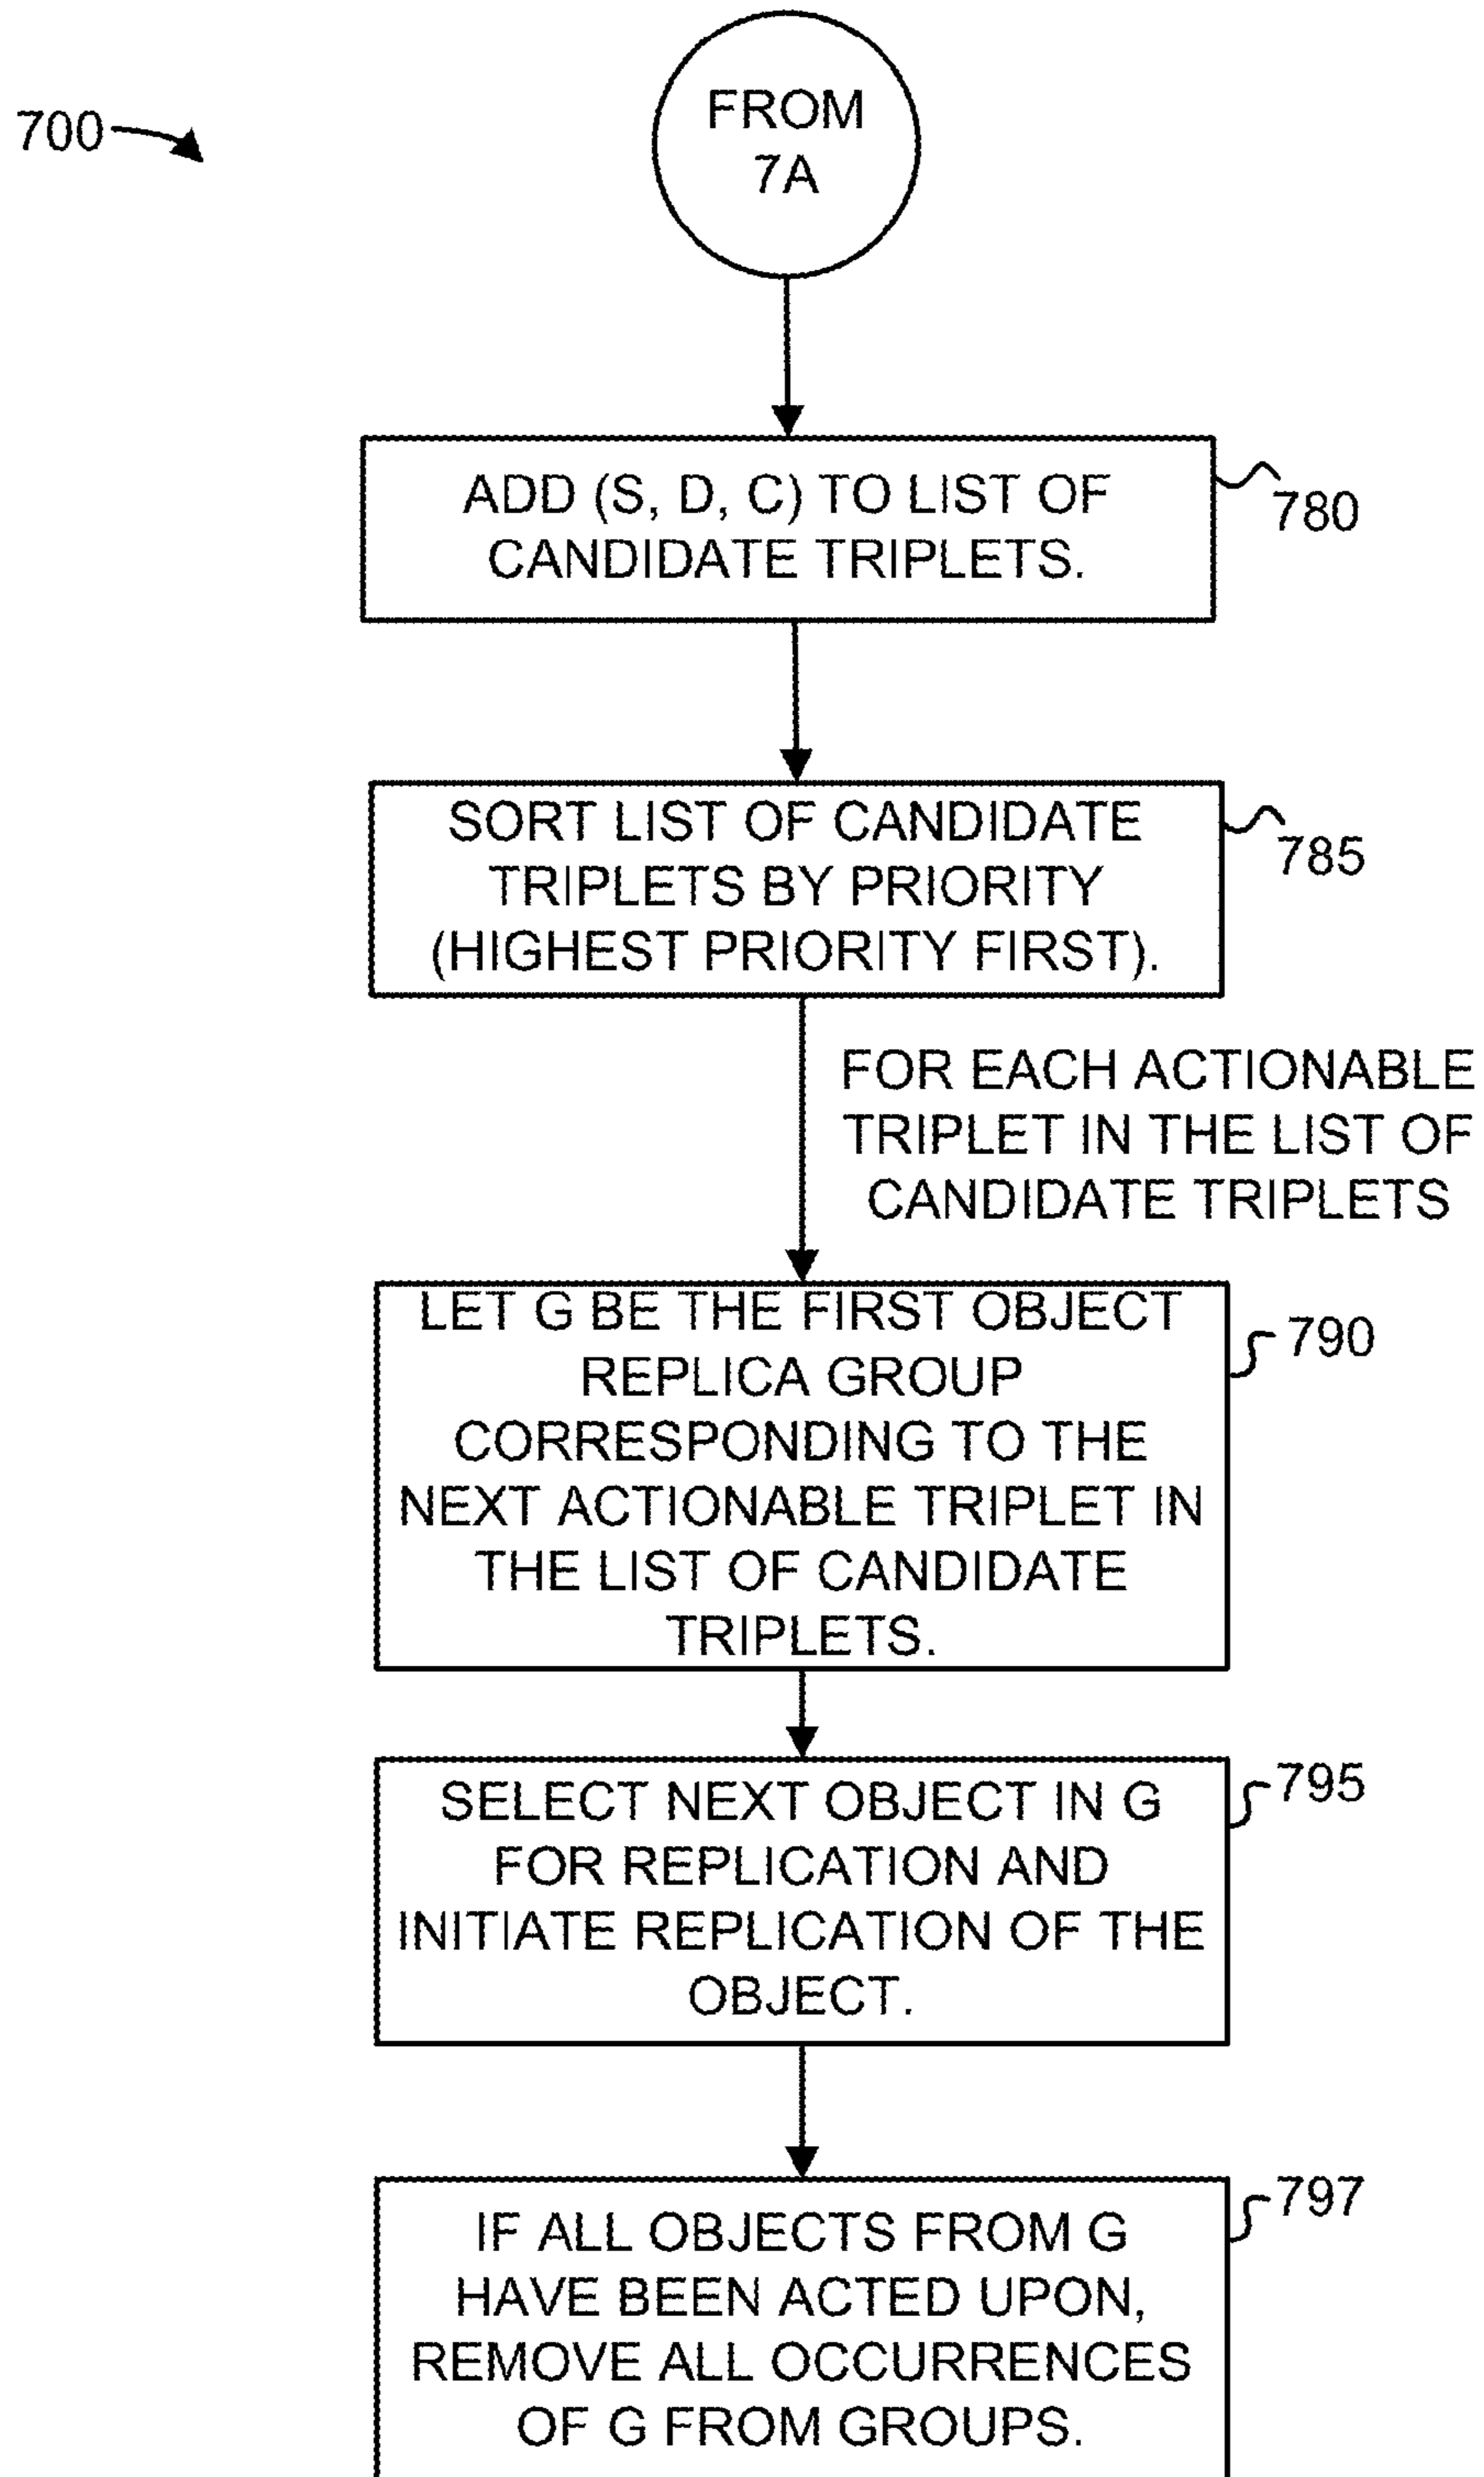 700
FROM
7A
ADD (S, D, C) TO LIST OF
CANDIDATE TRIPLETS.
780
SORT LIST OF CANDIDATE
TRIPLETS BY PRIORITY
(HIGHEST PRIORITY FIRST).
785
FOR EACH ACTIONABLE
TRIPLET IN THE LIST OF
CANDIDATE TRIPLETS
LET G BE THE FIRST OBJECT
REPLICA GROUP
CORRESPONDING TO THE
NEXT ACTIONABLE TRIPLET IN
THE LIST OF CANDIDATE
TRIPLETS.
790
SELECT NEXT OBJECT IN G
FOR REPLICATION AND
INITIATE REPLICATION OF THE
OBJECT.
795
IF ALL OBJECTS FROM G
HAVE BEEN ACTED UPON,
REMOVE ALL OCCURRENCES
OF G FROM GROUPS.
797